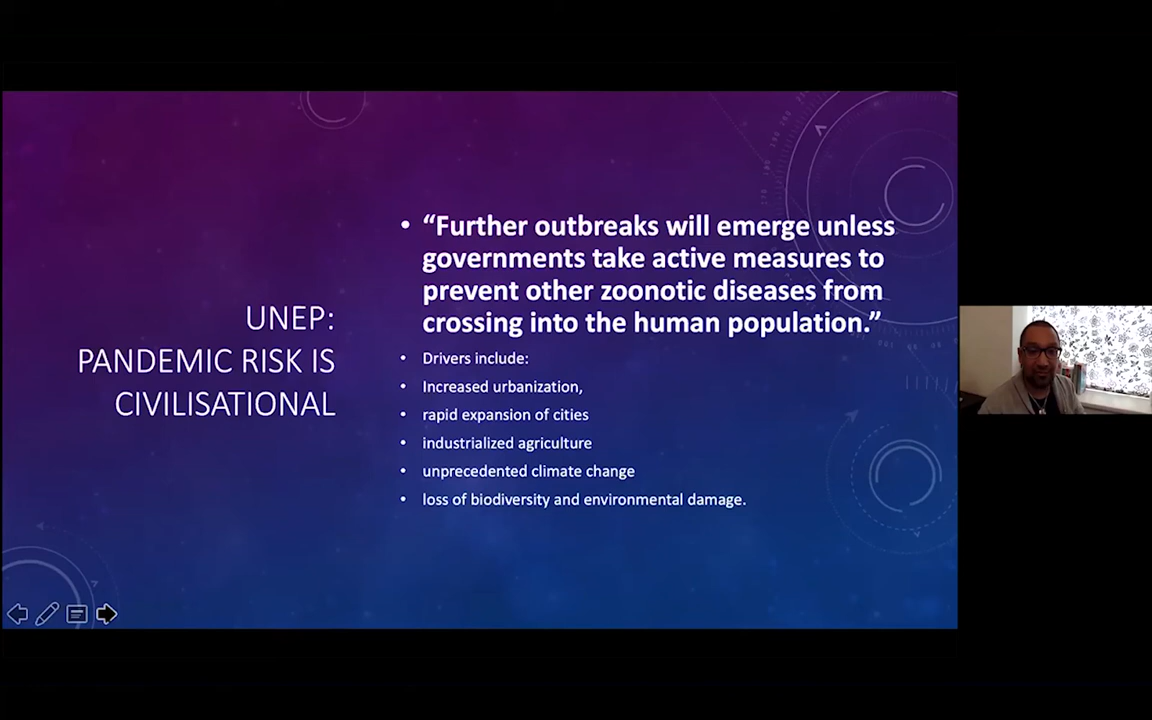 UNEP:
PANDEMIC RISK IS
CIVILISATIONAL
• “Further outbreaks will emerge unless
governments take active measures to
prevent other zoonotic diseases from
crossing into the human population.”
• Drivers include:
• Increased urbanization,
• rapid expansion of cities
• industrialized agriculture
• unprecedented climate change
• loss of biodiversity and environmental damage.